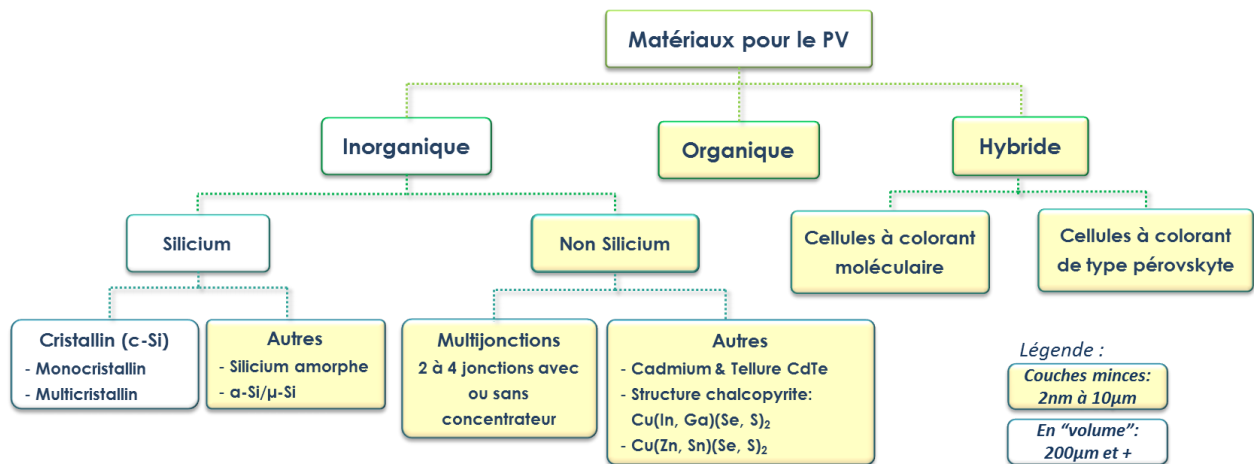 Matériaux pour le PV
Inorganique
Organique
Hybride
Silicium
Non Silicium
Cellules à colorant
moléculaire
Cellules à colorant
de type pérovskyte
Cristallin (c-Si)
- Monocristallin
- Multicristallin
Autres
- Silicium amorphe
- a-Si/μ-Si
Multijonctions
2 à 4 jonctions avec
ou sans
concentrateur
Autres
- Cadmium & Tellure CdTe
- Structure chalcopyrite:
Cu(In, Ga)(Se, S)₂
- Cu(Zn, Sn)(Se, S)₂
Légende :
Couches minces:
2nm à 10μm
En “volume”:
200μm et +